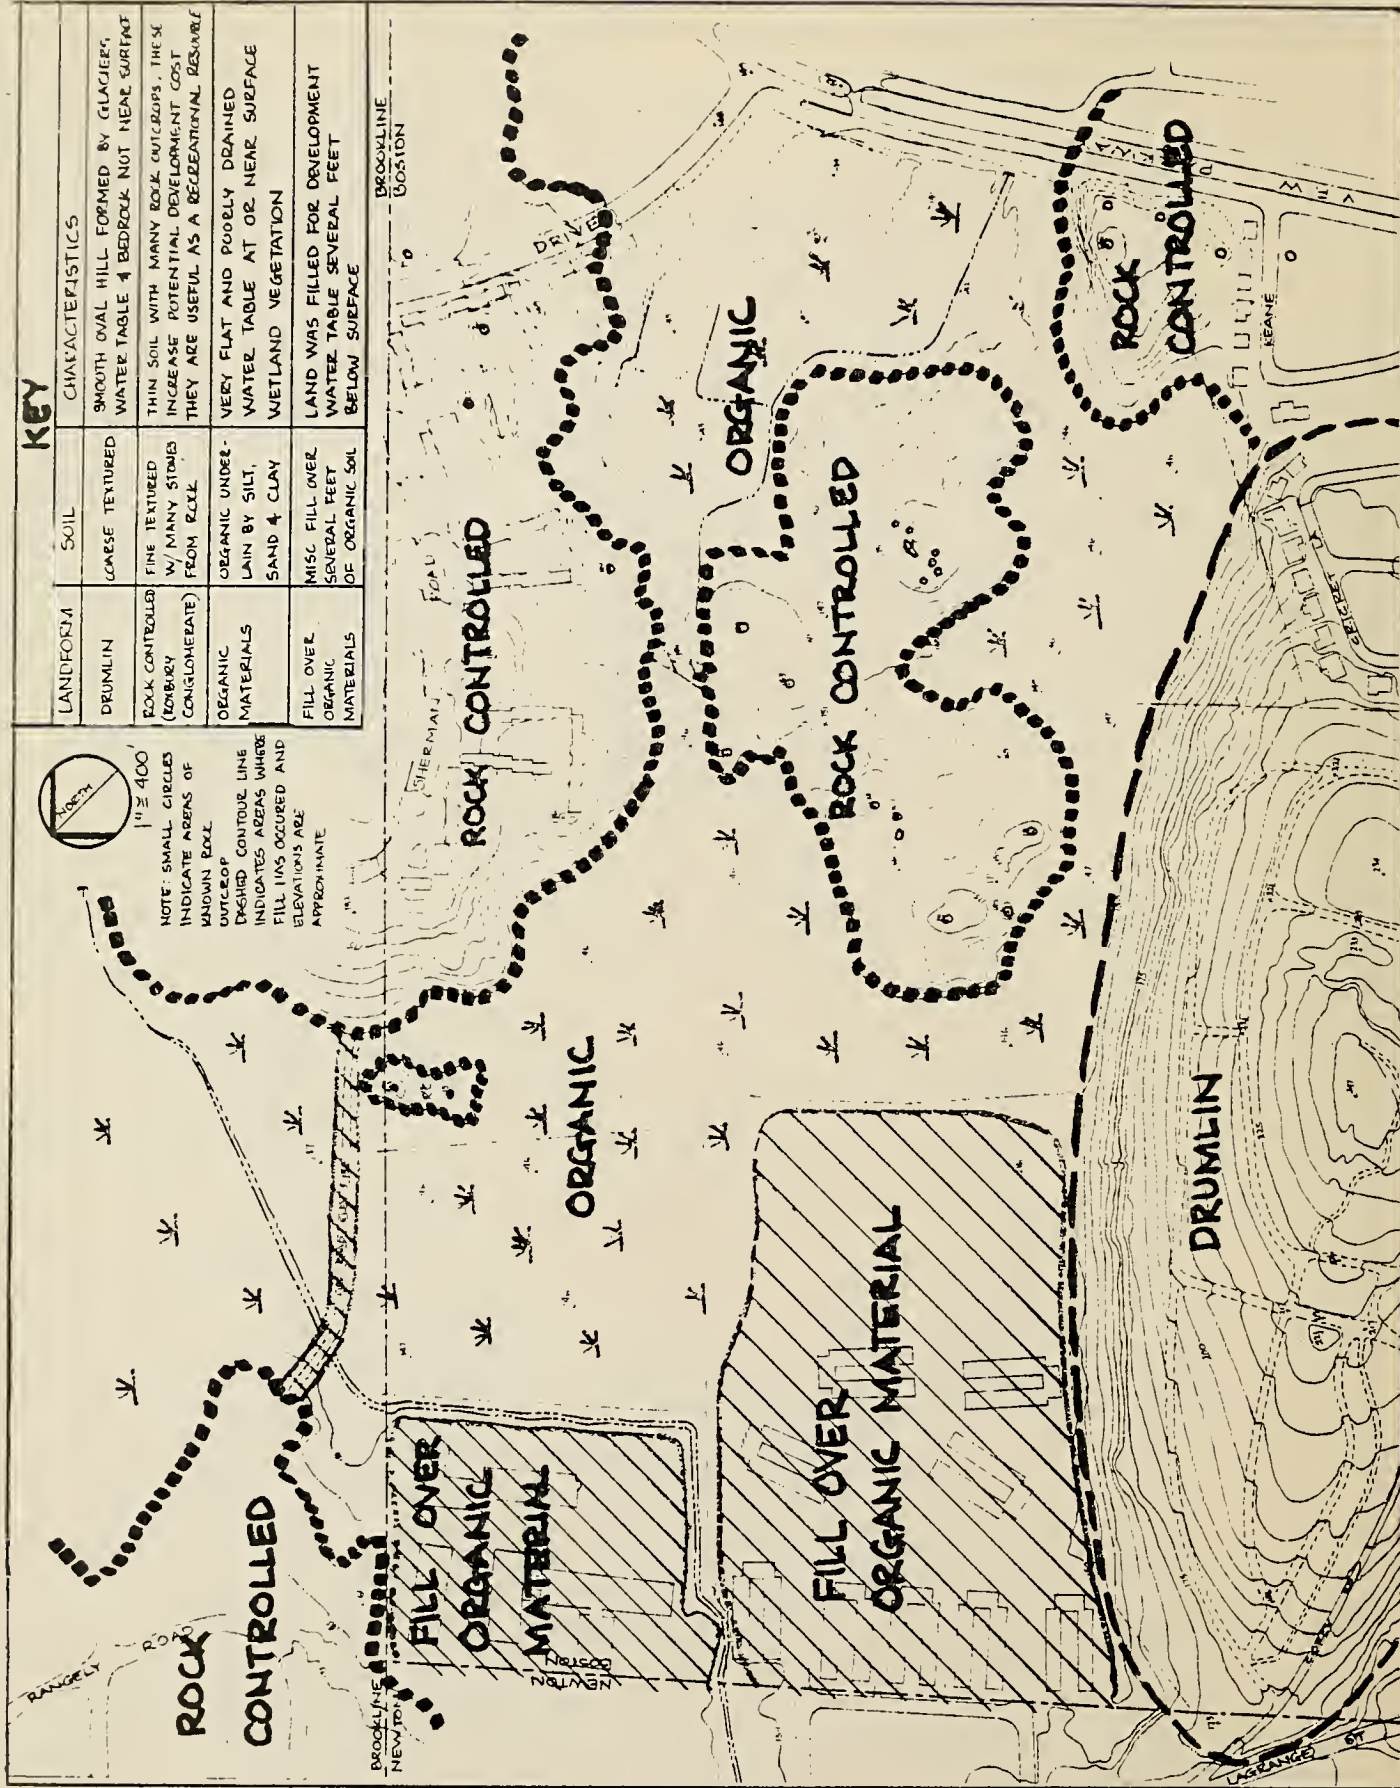 KEY
LANDFORM
SOIL
CHARACTERISTICS
DRUMLIN
COARSE TEXTURED
SMOOTH OVAL HILL FORMED BY GLACIERS,
WATER TABLE & BEDROCK NOT NEAR SURFACE
ROCK CONTROLLED
(ROXBURY
CONGLOMERATE)
FINE TEXTURED
W/ MANY STONES
FROM ROCK
THIN SOIL WITH MANY ROCK OUTCROPS. THESE
INCREASE POTENTIAL DEVELOPMENT COST
THEY ARE USEFUL AS A RECREATIONAL RESOURCE
ORGANIC
MATERIALS
ORGANIC UNDER-
LAIN BY SILT,
SAND & CLAY
VERY FLAT AND POORLY DRAINED
WATER TABLE AT OR NEAR SURFACE
WETLAND VEGETATION
FILL OVER
ORGANIC
MATERIALS
MISC FILL OVER
SEVERAL FEET
OF ORGANIC SOIL
LAND WAS FILLED FOR DEVELOPMENT
WATER TABLE SEVERAL FEET
BELOW SURFACE
NORTH
1" ≅ 400'
NOTE: SMALL CIRCLES
INDICATE AREAS OF
KNOWN ROCK
OUTCROP
DASHED CONTOUR LINE
INDICATES AREAS WHERE
FILL HAS OCCURED AND
ELEVATIONS ARE
APPROXIMATE
BROOKLINE
BOSTON
DRIVE
ROCK CONTROLLED
SHERMAN
ROAD
ORGANIC
ROCK CONTROLLED
ROCK
CONTROLLED
KEANE
ORGANIC
RANGELY
ROAD
ROCK
CONTROLLED
BROOKLINE
NEWTON
FILL OVER
ORGANIC
MATERIAL
BOSTON
NEWTON
FILL OVER
ORGANIC MATERIAL
DRUMLIN
LAGRANGE
ST